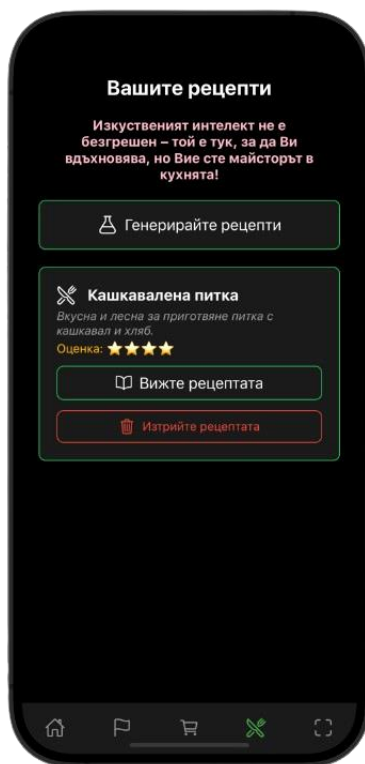 Вашите рецепти
Изкуственият интелект не е
безгрешен – той е тук, за да Ви
вдъхновява, но Вие сте майсторът в
кухнята!
Генерирайте рецепти
Кашкавалена питка
Вкусна и лесна за приготвяне питка с
кашкавал и хляб.
Оценка: ⭐⭐⭐⭐
Вижте рецептата
Изтрийте рецептата